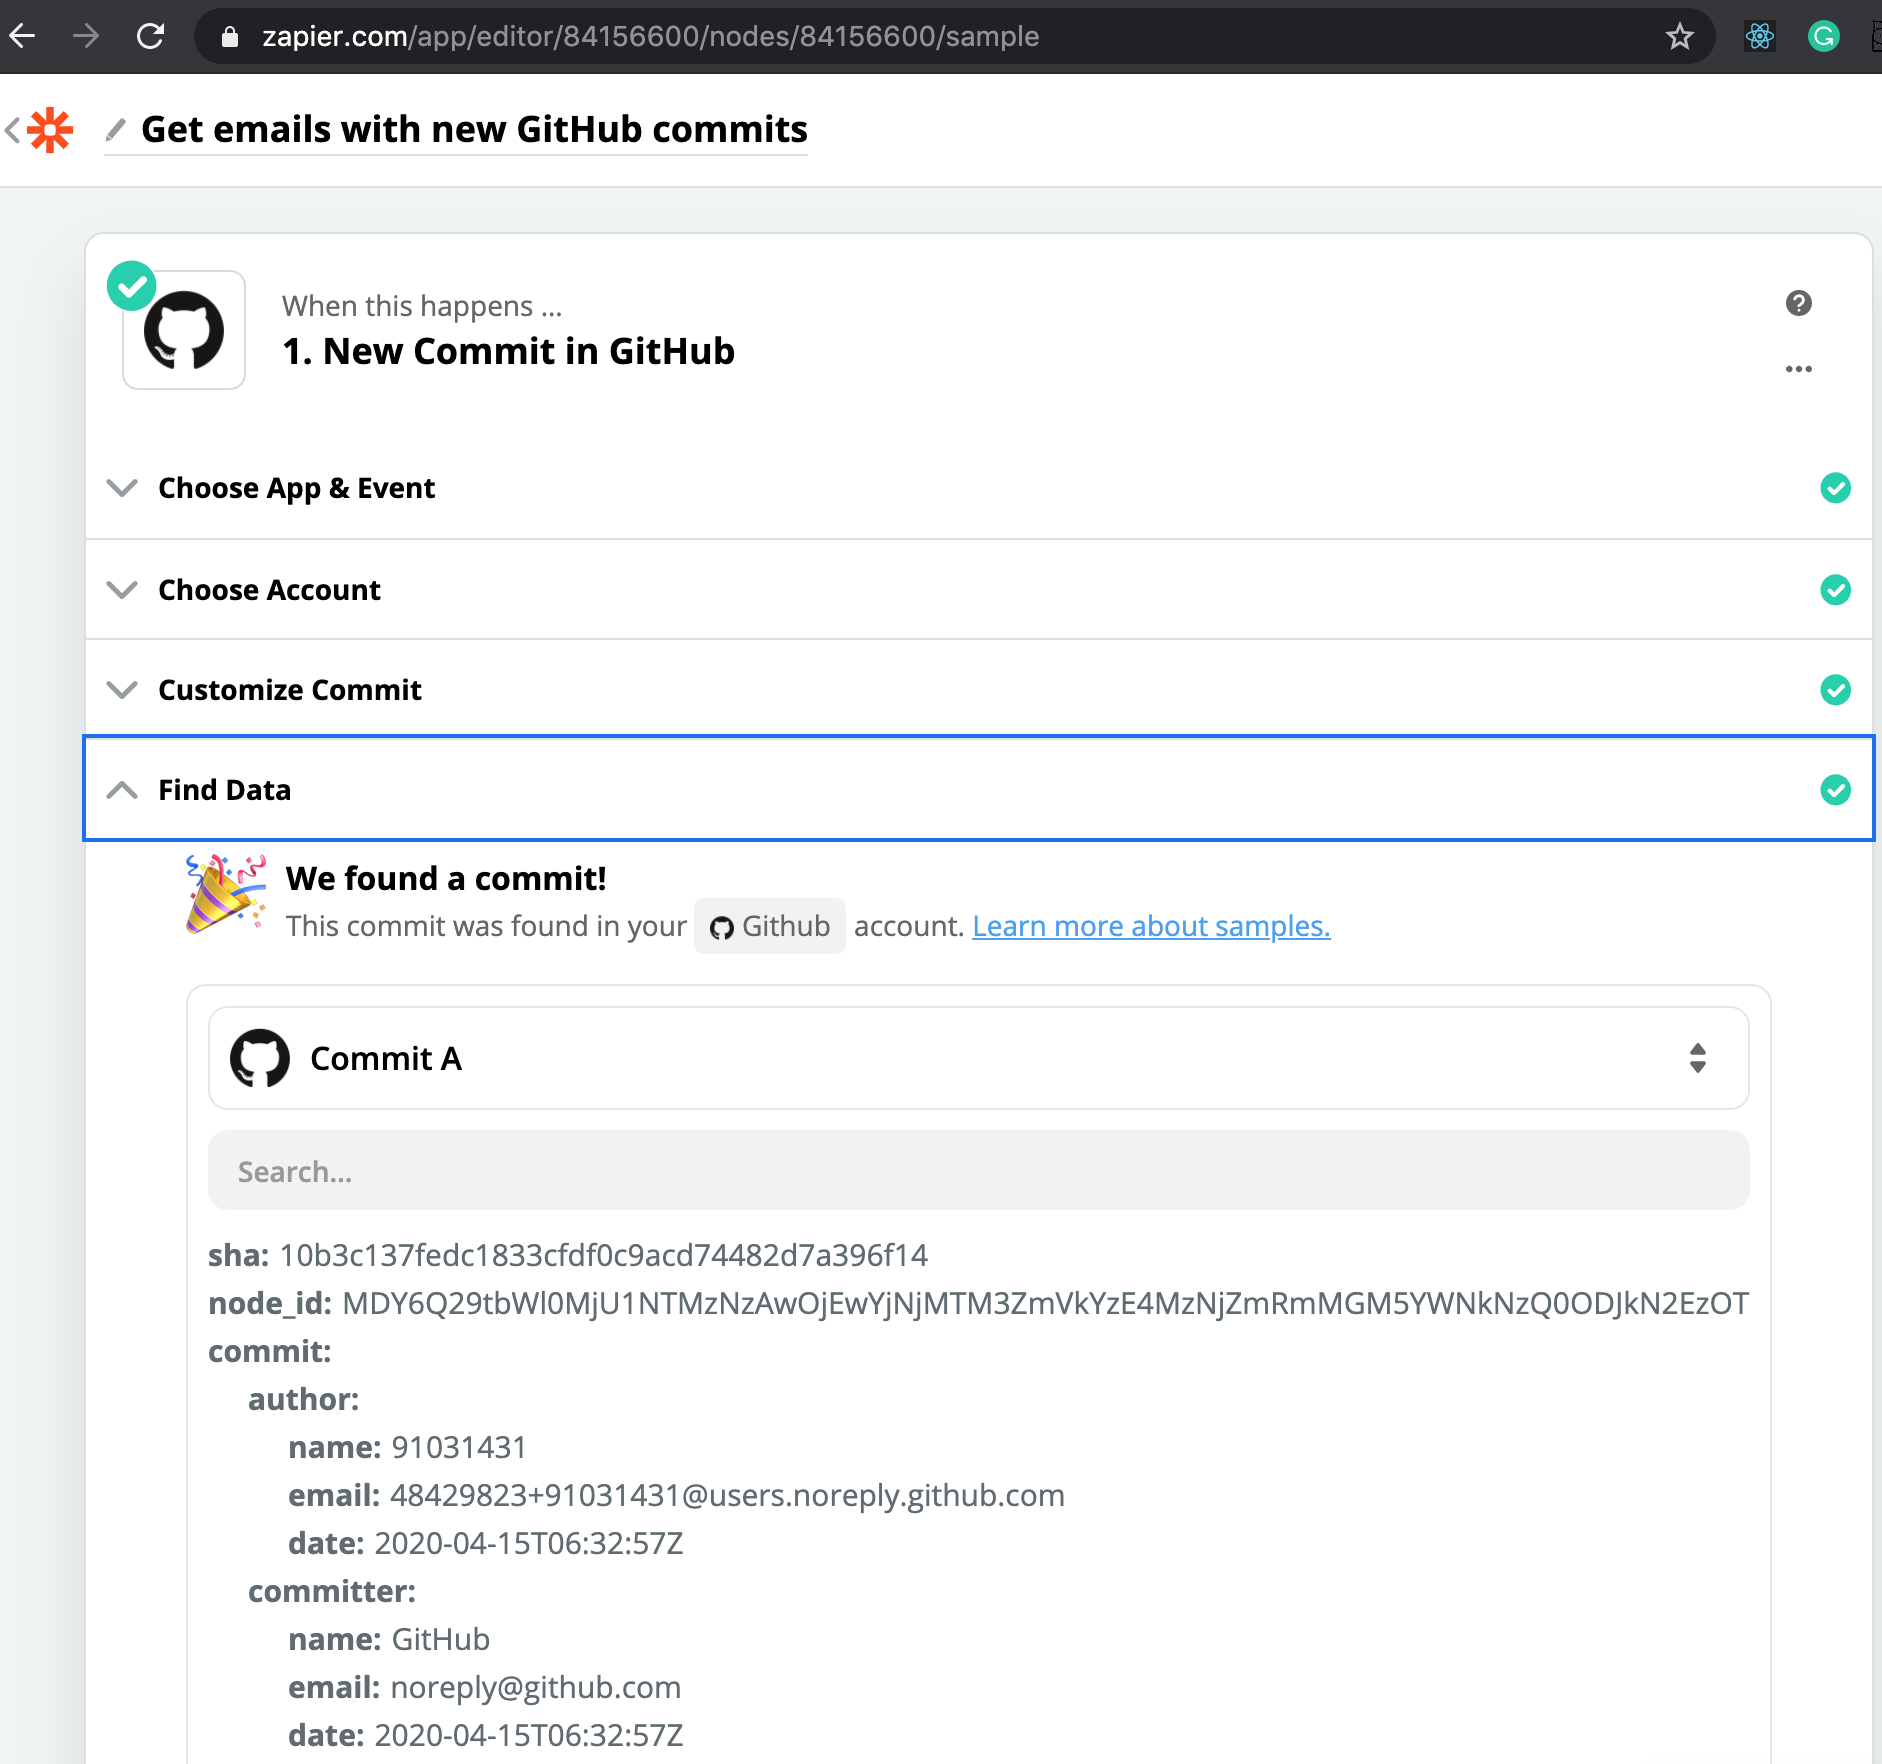 zapier.com/app/editor/84156600/nodes/84156600/sample
Get emails with new GitHub commits
When this happens ...
1. New Commit in GitHub
Choose App & Event
Choose Account
Customize Commit
Find Data
We found a commit!
This commit was found in your Github account. Learn more about samples.
Commit A
Search...
sha: 10b3c137fedc1833cfdf0c9acd74482d7a396f14
node_id: MDY6Q29tbWl0MjU1NTMzNzAwOjEwYjNjMTM3ZmVkYzE4MzNjZmRmMGM5YWNkNzQ0ODJkN2EzOT
commit:
author:
name: 91031431
email: 48429823+91031431@users.noreply.github.com
date: 2020-04-15T06:32:57Z
committer:
name: GitHub
email: noreply@github.com
date: 2020-04-15T06:32:57Z